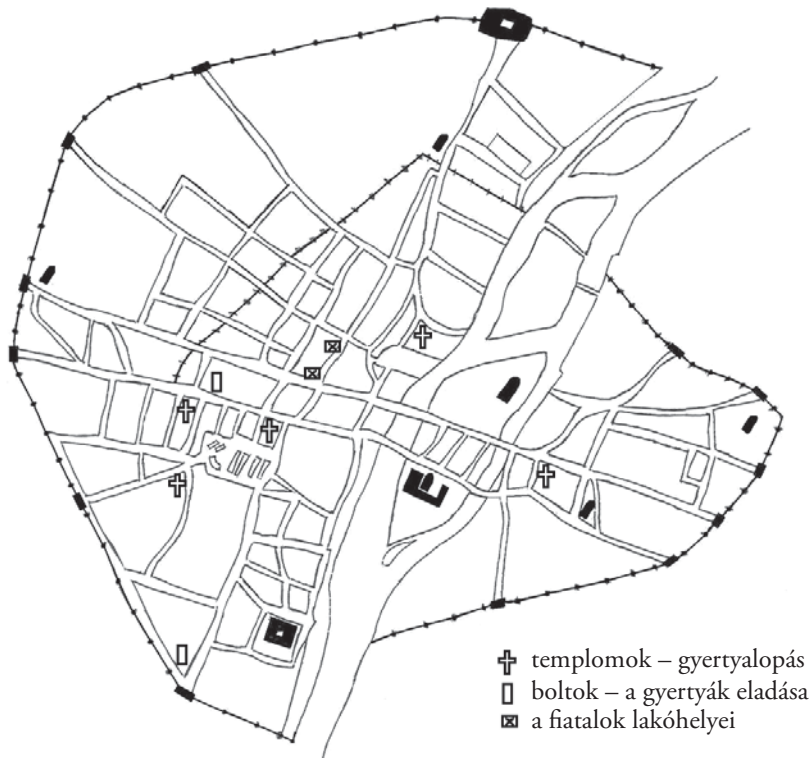 templomok – gyertyalopás
boltok – a gyertyák eladása
a fiatalok lakóhelyei